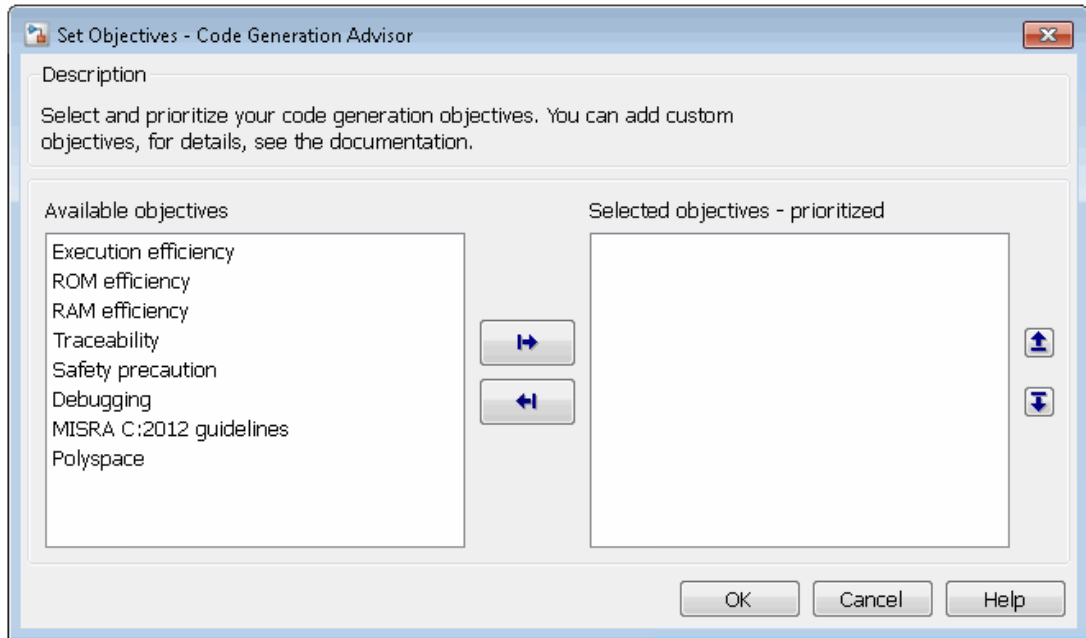 Set Objectives - Code Generation Advisor
Description
Select and prioritize your code generation objectives. You can add custom
objectives, for details, see the documentation.
Available objectives
Selected objectives - prioritized
Execution efficiency
ROM efficiency
RAM efficiency
Traceability
Safety precaution
Debugging
MISRA C:2012 guidelines
Polyspace
OK
Cancel
Help